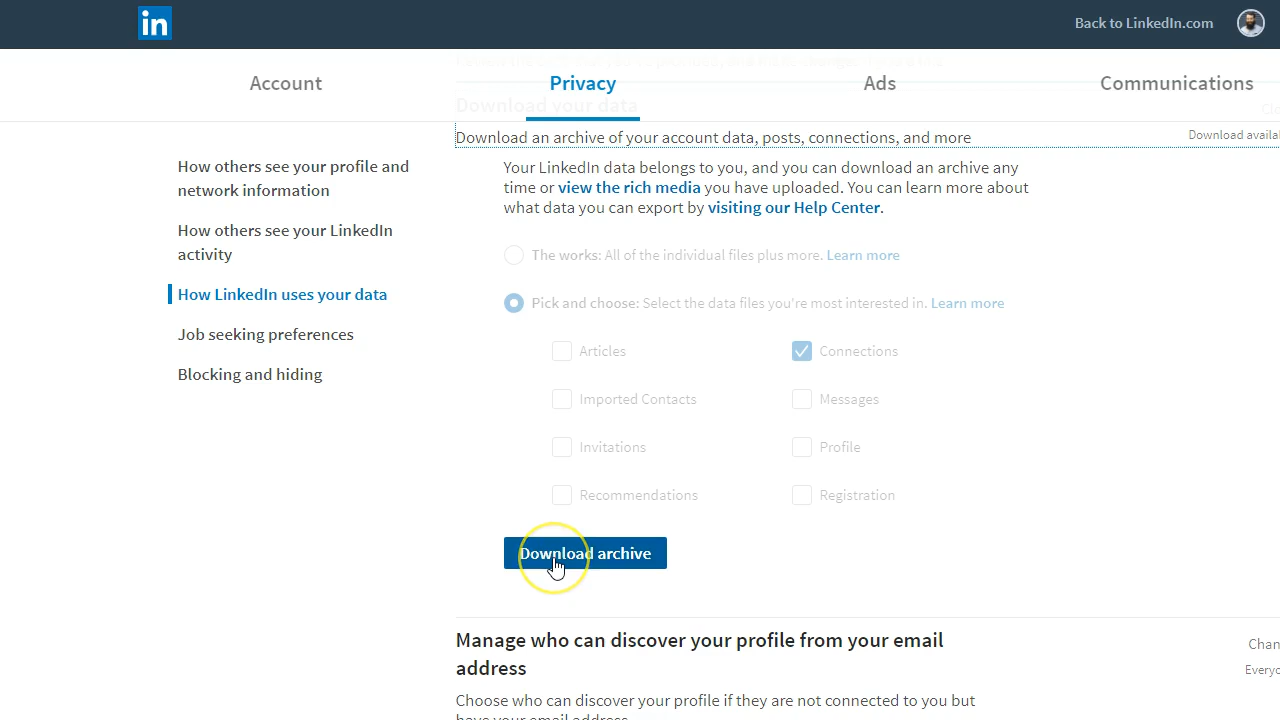 in
Back to LinkedIn.com
Account
Privacy
Ads
Communications
Download your data
Download an archive of your account data, posts, connections, and more
Download
How others see your profile and
network information
How others see your LinkedIn
activity
How LinkedIn uses your data
Job seeking preferences
Blocking and hiding
Your LinkedIn data belongs to you, and you can download an archive any
time or view the rich media you have uploaded. You can learn more about
what data you can export by visiting our Help Center.
The works: All of the individual files plus more. Learn more
Pick and choose: Select the data files you're most interested in. Learn more
Articles
Connections
Imported Contacts
Messages
Invitations
Profile
Recommendations
Registration
Download archive
Manage who can discover your profile from your email
address
Choose who can discover your profile if they are not connected to you but
have your email address